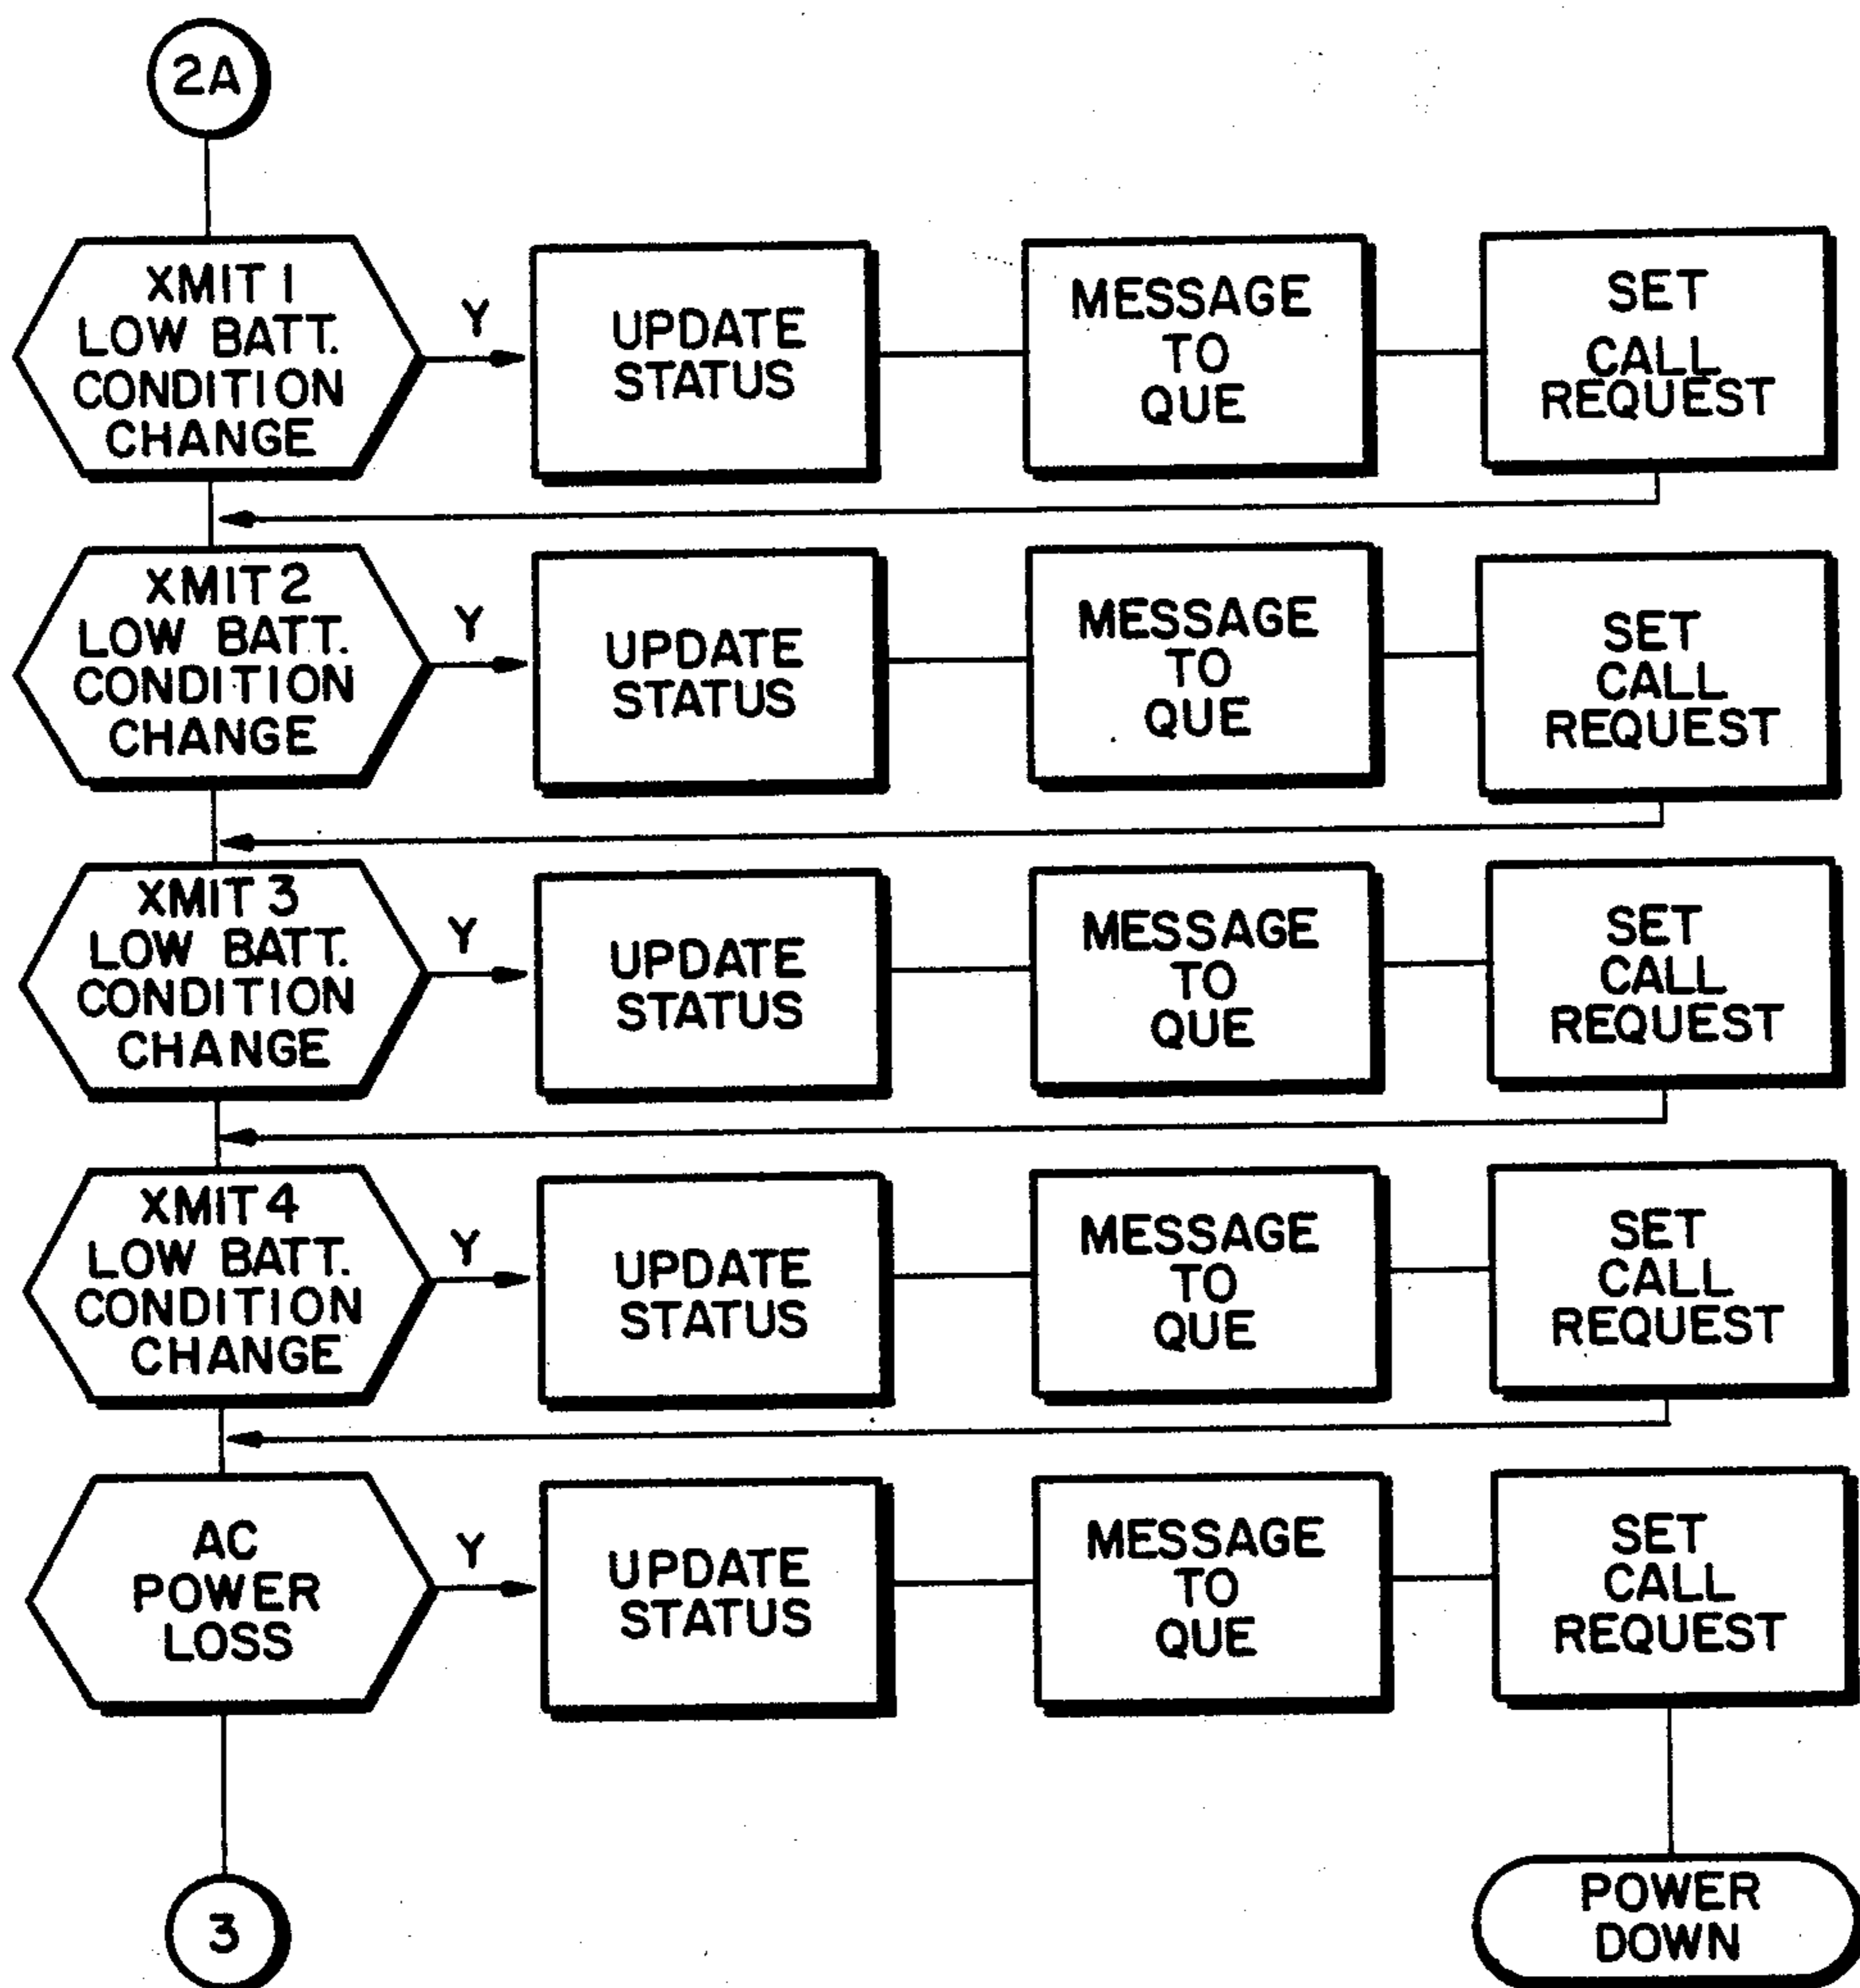 2A
XMIT 1
LOW BATT.
CONDITION
CHANGE
Y
UPDATE
STATUS
MESSAGE
TO
QUE
SET
CALL
REQUEST
XMIT 2
LOW BATT.
CONDITION
CHANGE
Y
UPDATE
STATUS
MESSAGE
TO
QUE
SET
CALL
REQUEST
XMIT 3
LOW BATT.
CONDITION
CHANGE
Y
UPDATE
STATUS
MESSAGE
TO
QUE
SET
CALL
REQUEST
XMIT 4
LOW BATT.
CONDITION
CHANGE
Y
UPDATE
STATUS
MESSAGE
TO
QUE
SET
CALL
REQUEST
AC
POWER
LOSS
Y
UPDATE
STATUS
MESSAGE
TO
QUE
SET
CALL
REQUEST
3
POWER
DOWN